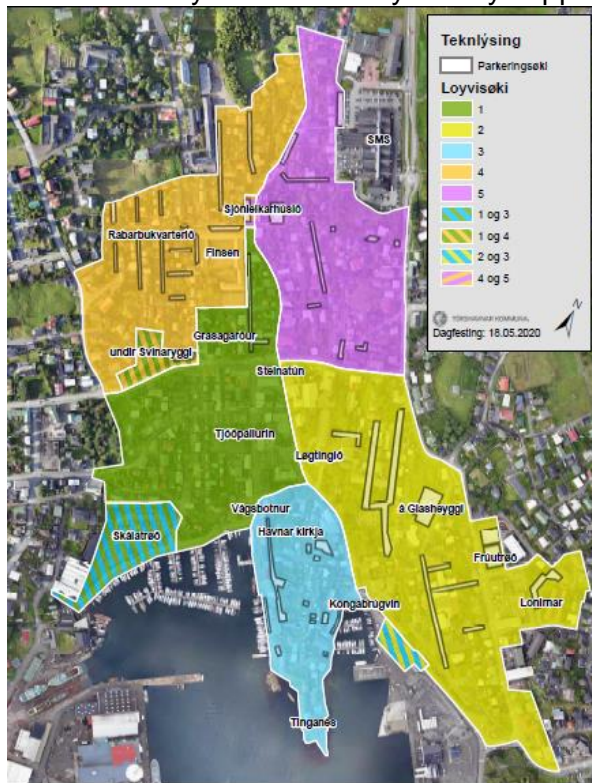 Teknlýsing
Parkeringsøki
Loyvisøki
1
2
3
4
5
1 og 3
1 og 4
2 og 3
4 og 5
TÓRSHAVNAR KOMMUNA
Dagfesting: 18.05.2020
N
SMS
Sjónleikarhúsið
Rabarbukvarterið
Finsen
Grasagarður
undir Svínaryggi
Steinatún
Tjóðpallurin
Løgtingið
Vágsbotnur
á Glasheyggi
Skálatrøð
Havnar kirkja
Frúutrøð
Kongabrúgvin
Lonirnar
Tinganes